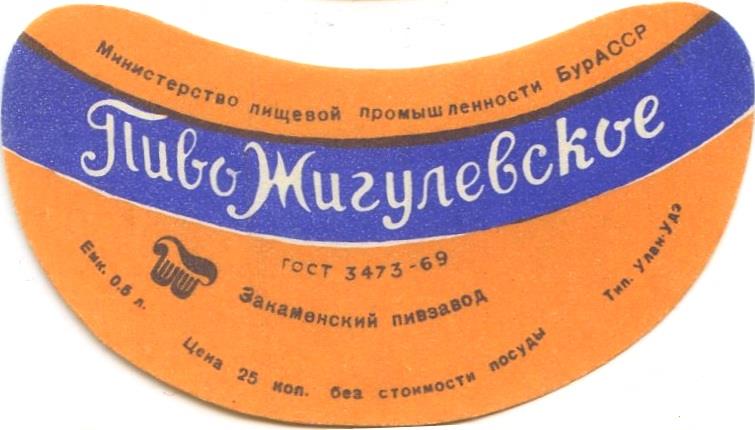 Министерство пищевой промышленности БурАССР
Пиво Жигулевское
ГОСТ 3473-69
Емк. 0.5 л.
Закаменский пивзавод
Тип. Улан-Удэ
Цена 25 коп. без стоимости посуды